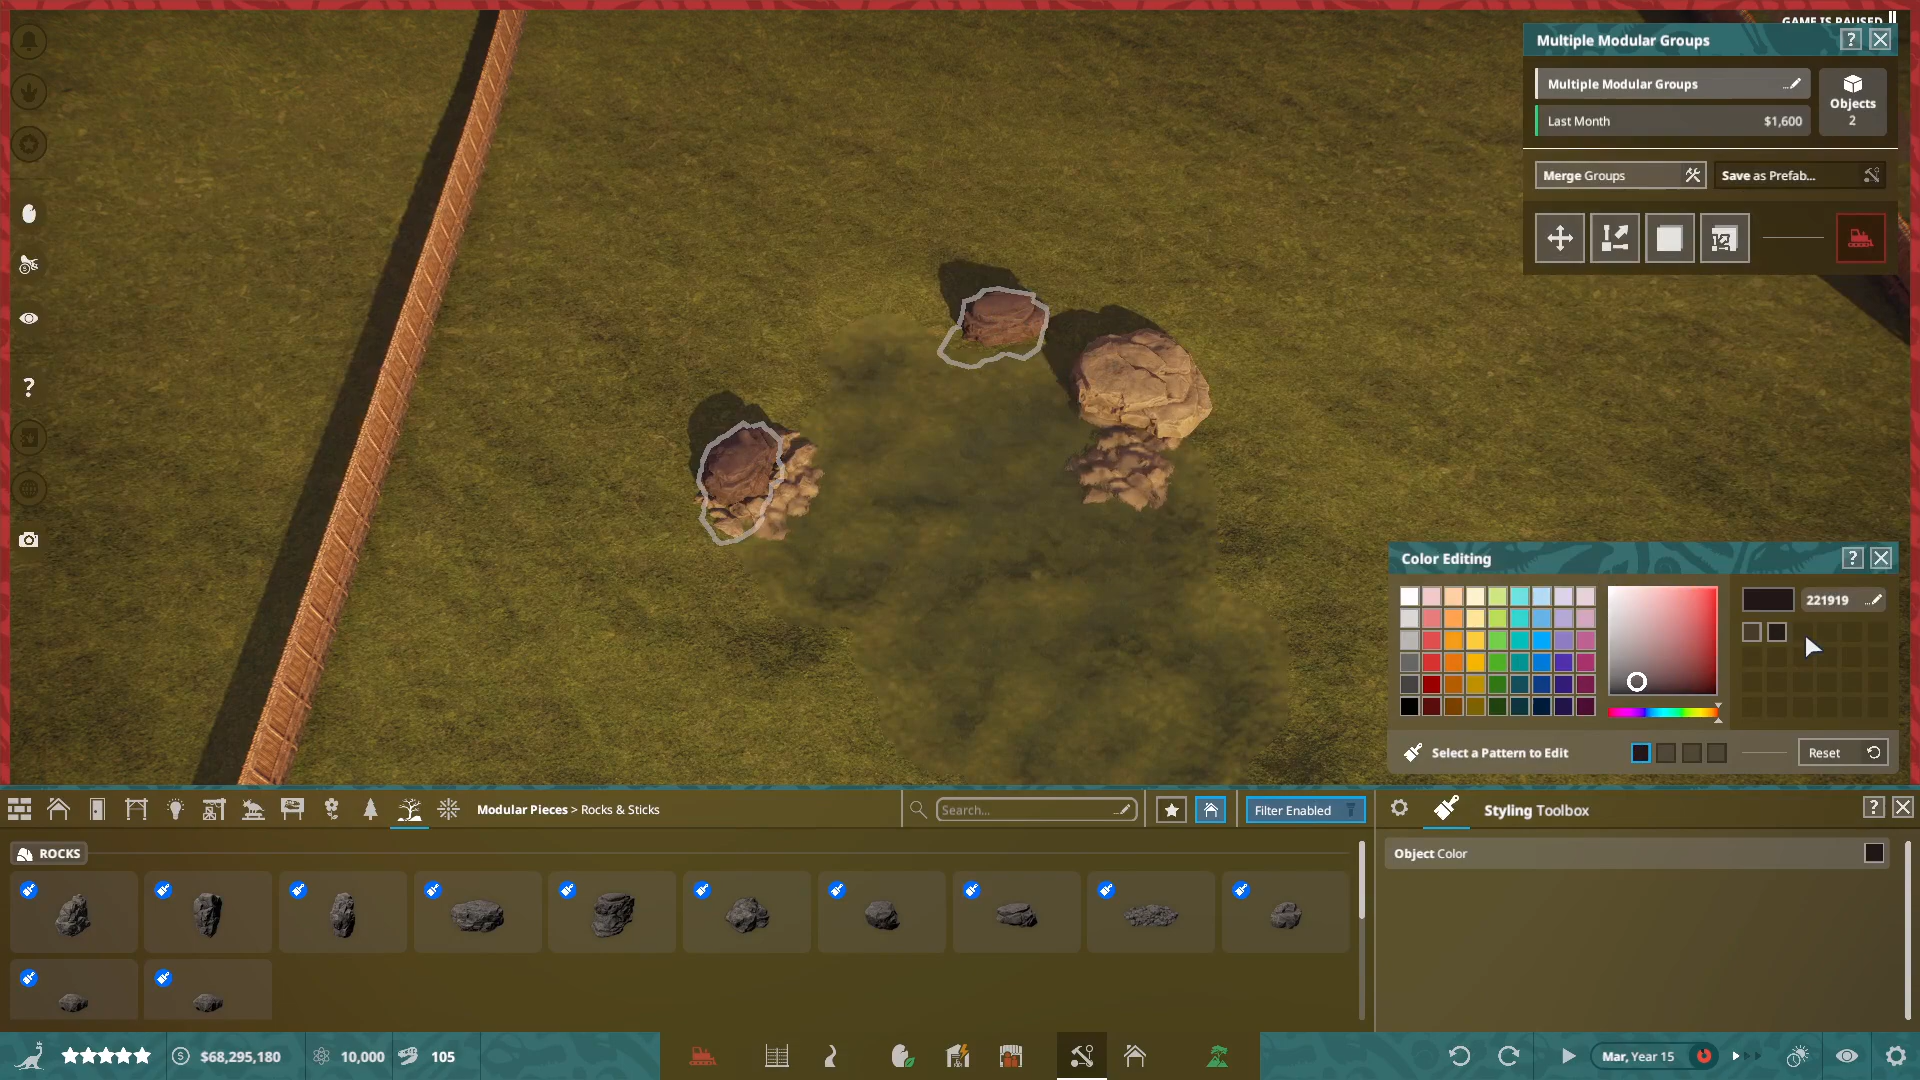 GAME IS PAUSED
Multiple Modular Groups
?
Multiple Modular Groups
Objects
2
Last Month $1,600
Merge Groups
Save as Prefab...
?
Color Editing
?
221919
Select a Pattern to Edit
Reset
Modular Pieces > Rocks & Sticks
Search...
Filter Enabled
Styling Toolbox
?
ROCKS
Object Color
$68,295,180
10,000
105
Mar, Year 15